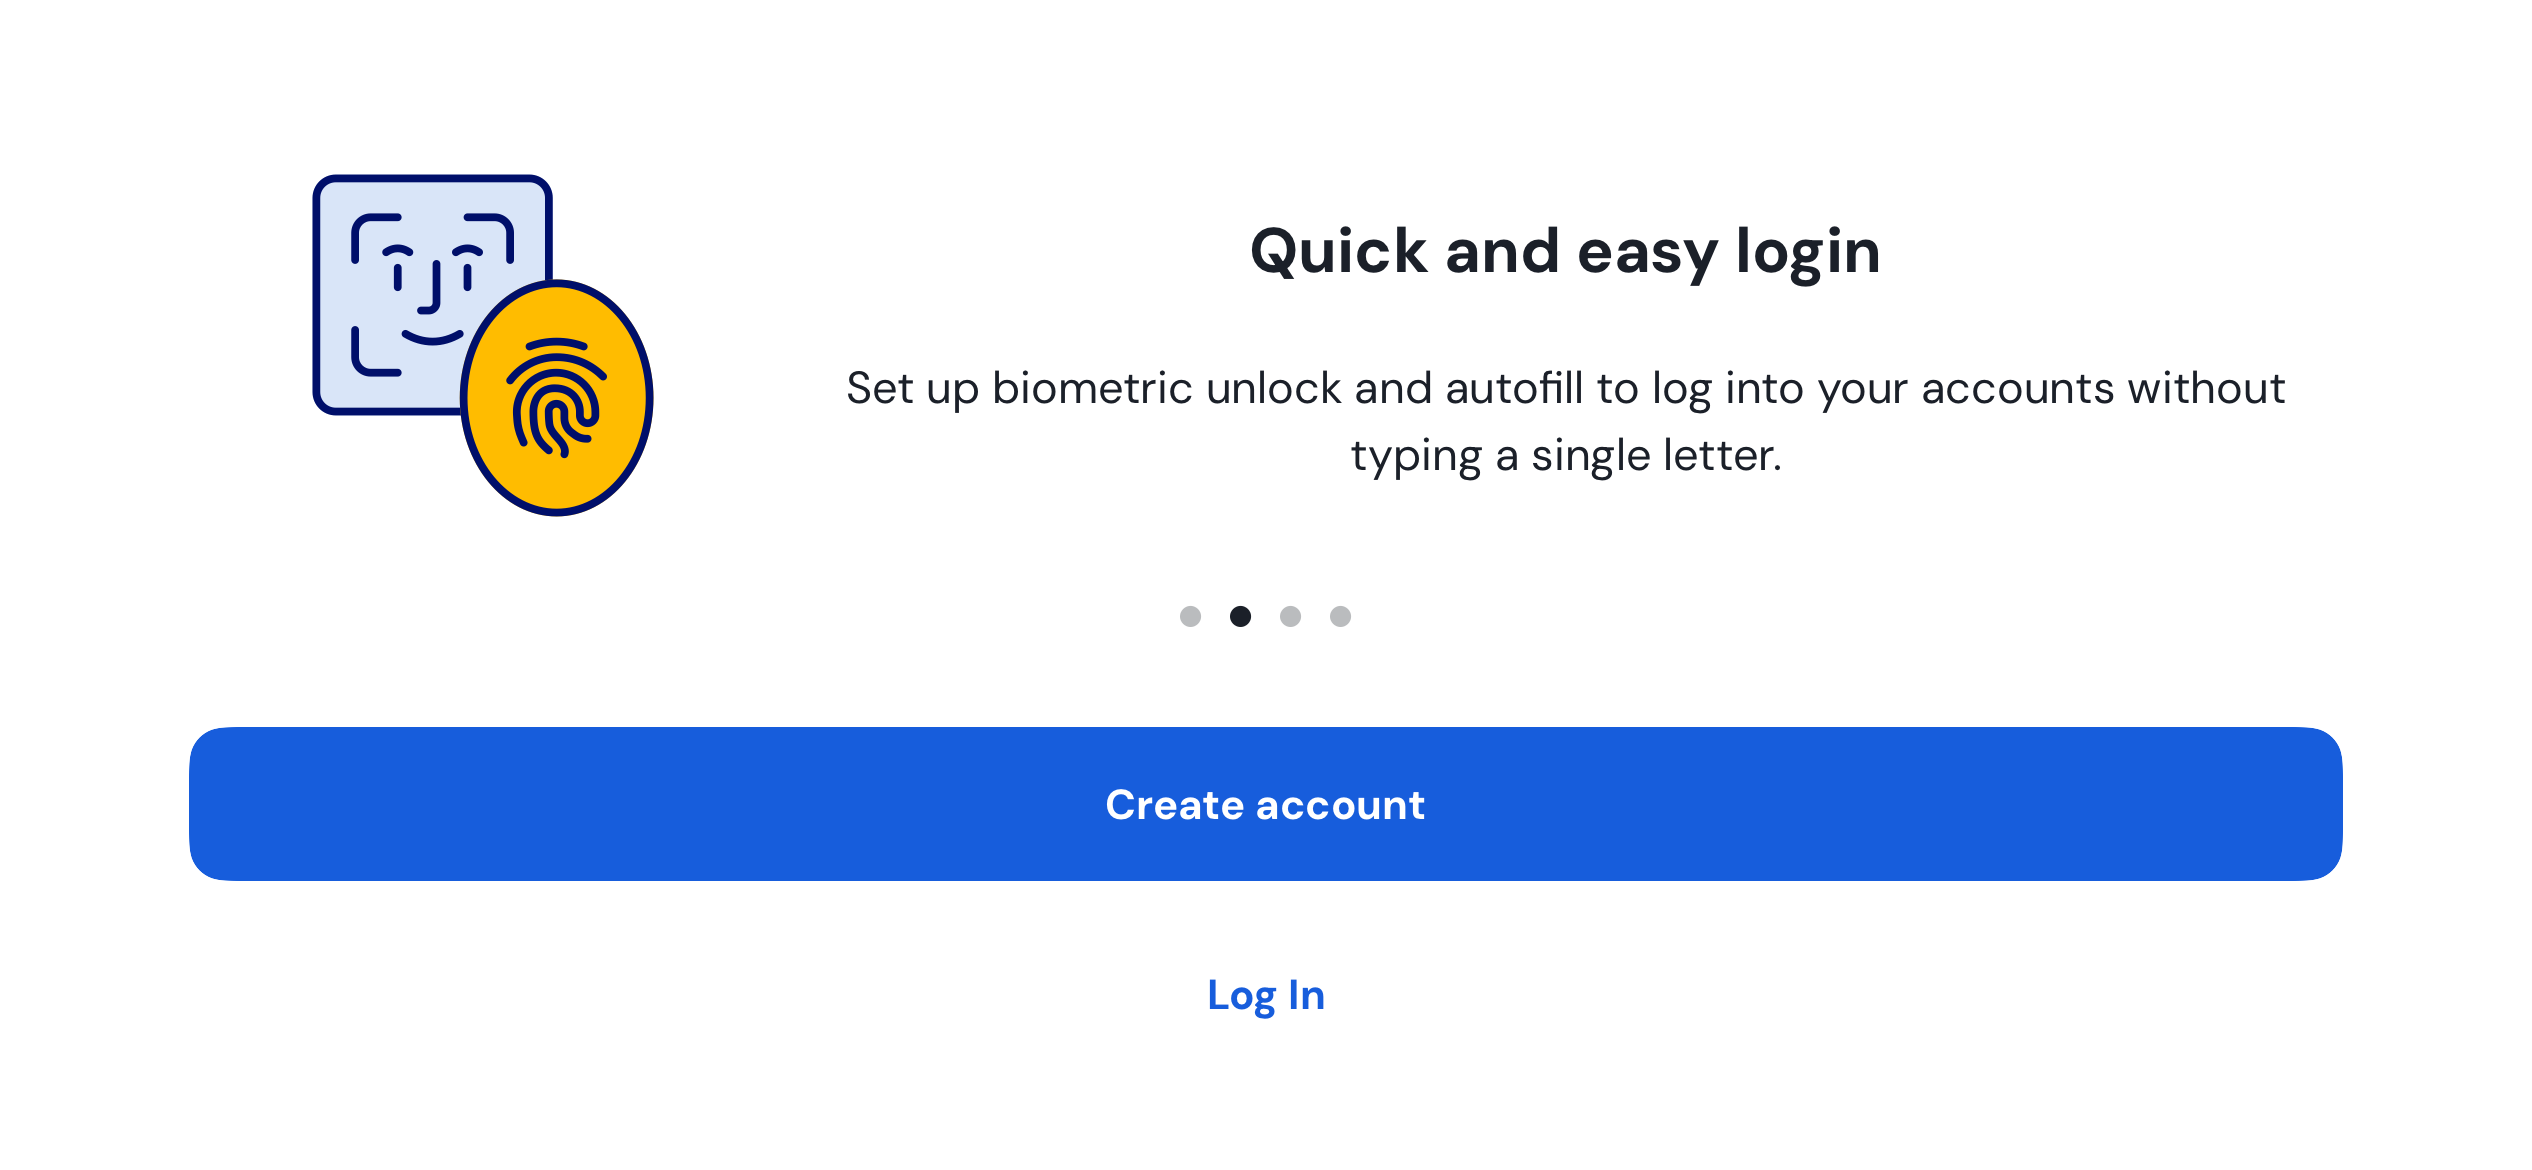 Quick and easy login
Set up biometric unlock and autofill to log into your accounts without
typing a single letter.
Create account
Log In